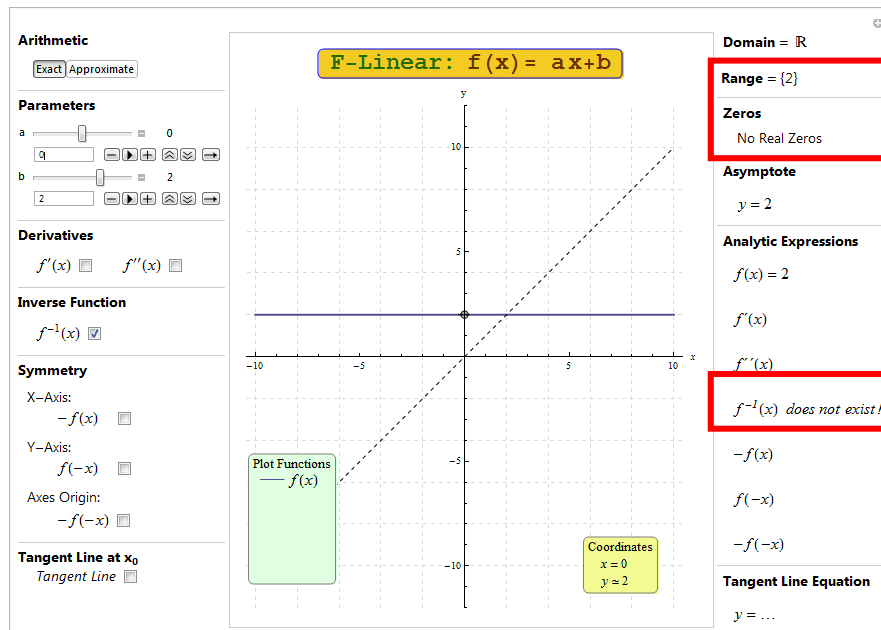 Arithmetic
Exact Approximate
Parameters
a 0
0
b 2
2
Derivatives
f′(x) f′′(x)
Inverse Function
f⁻¹(x)
Symmetry
X−Axis:
−f(x)
Y−Axis:
f(−x)
Axes Origin:
−f(−x)
Tangent Line at x₀
Tangent Line
F-Linear: f(x)= ax+b
y
10
5
−10 −5 5 10 x
−5
−10
Plot Functions
f(x)
Coordinates
x = 0
y ≃ 2
Domain = ℝ
Range = {2}
Zeros
No Real Zeros
Asymptote
y = 2
Analytic Expressions
f(x) = 2
f′(x)
f′′(x)
f⁻¹(x) does not exist!
−f(x)
f(−x)
−f(−x)
Tangent Line Equation
y = …